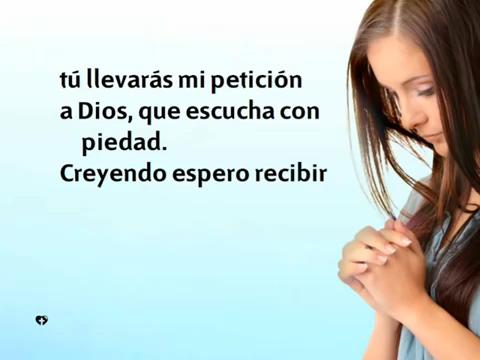 tú llevarás mi petición
a Dios, que escucha con
piedad.
Creyendo espero recibir